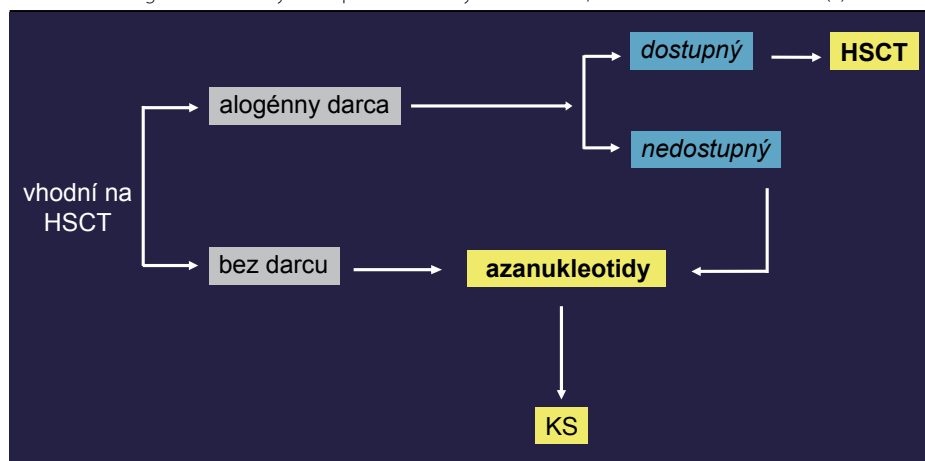 dostupný
HSCT
alogénny darca
nedostupný
vhodní na
HSCT
bez darcu
azanukleotidy
KS